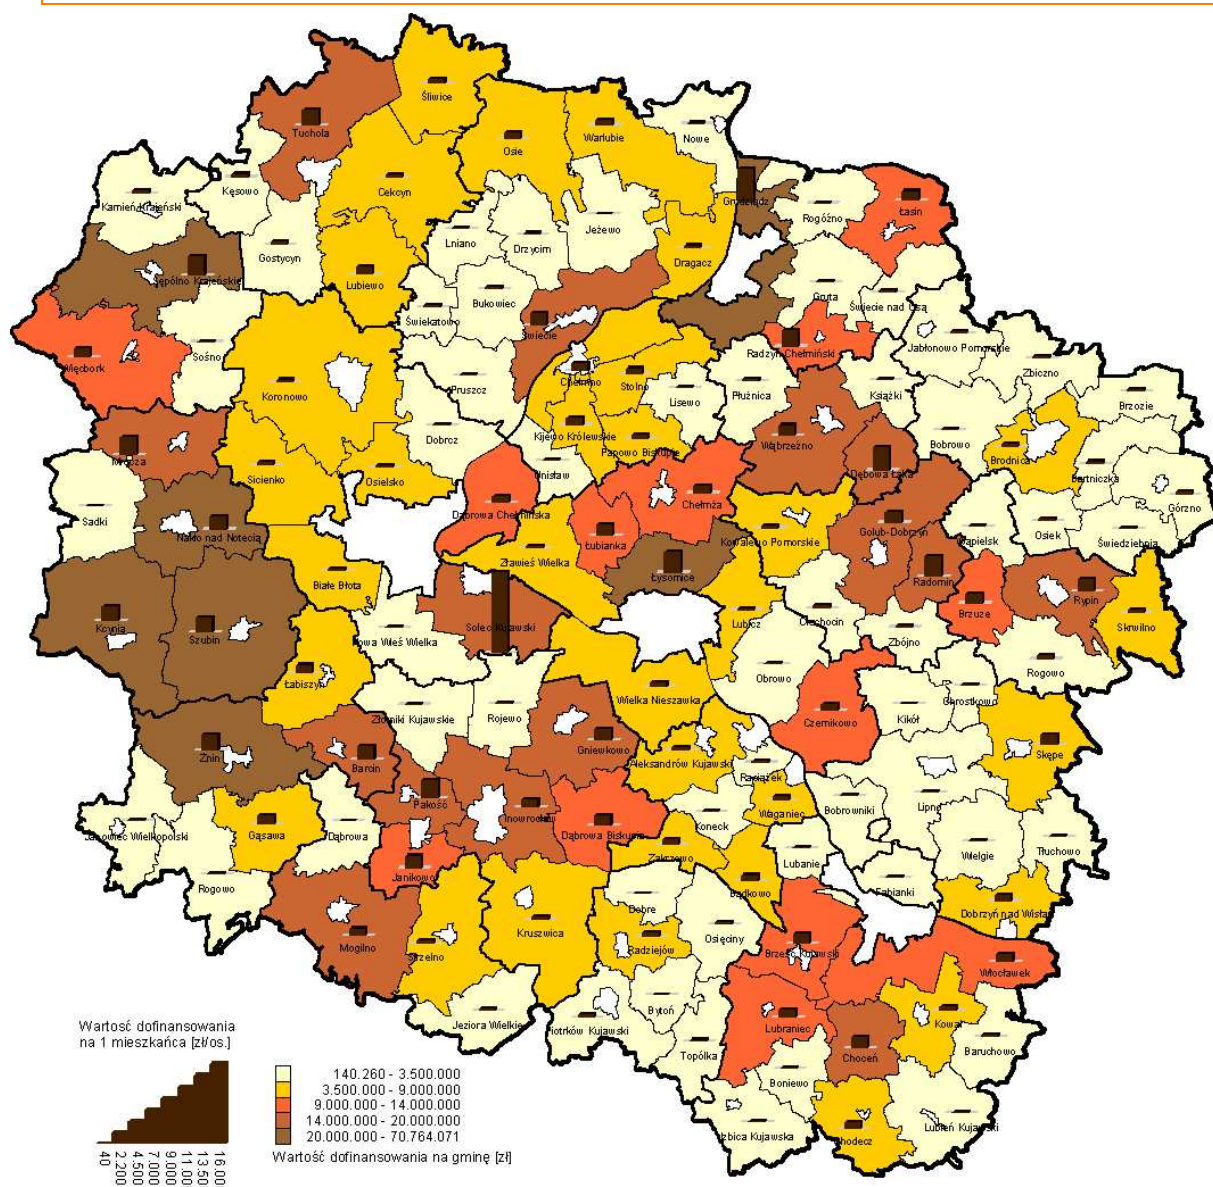 Śliwice
Tuchola
Osie
Warlubie
Nowe
Cekcyn
Kęsowo
Kamień Krajeński
Grudziądz
Rogóźno
Łasin
Gostycyn
Lniano
Drzycim
Jeżewo
Dragacz
Sępólno Krajeńskie
Lubiewo
Bukowiec
Gruta
Świecie nad Osą
Świekatowo
Świecie
Radzyń Chełmiński
Jabłonowo Pomorskie
Więcbork
Sośno
Zbiczno
Chełmno
Stolno
Pruszcz
Koronowo
Lisewo
Płużnica
Książki
Brzozie
Dobrcz
Kijewo Królewskie
Papowo Biskupie
Wąbrzeźno
Bobrowo
Brodnica
Mrocza
Unisław
Dębowa Łąka
Bartniczka
Sicienko
Osielsko
Górzno
Sadki
Dąbrowa Chełmińska
Chełmża
Nakło nad Notecią
Łubianka
Kowalewo Pomorskie
Golub-Dobrzyń
Wąpielsk
Osiek
Świedziebnia
Zławieś Wielka
Białe Błota
Łysomice
Radomin
Rypin
Brzuze
Kcynia
Szubin
Solec Kujawski
Lubicz
Ciechocin
Zbójno
Skrwilno
Nowa Wieś Wielka
Rogowo
Łabiszyn
Obrowo
Wielka Nieszawka
Chrostkowo
Złotniki Kujawskie
Rojewo
Czernikowo
Kikół
Gniewkowo
Żnin
Barcin
Aleksandrów Kujawski
Skępe
Raciążek
Pakość
Inowrocław
Waganiec
Bobrowniki
Lipno
Janowiec Wielkopolski
Gąsawa
Dąbrowa
Dąbrowa Biskupia
Koneck
Zakrzewo
Lubanie
Wielgie
Tłuchowo
Rogowo
Janikowo
Bądkowo
Fabianki
Dobre
Dobrzyń nad Wisłą
Kruszwica
Mogilno
Strzelno
Radziejów
Osięciny
Brześć Kujawski
Włocławek
Jeziora Wielkie
Piotrków Kujawski
Bytoń
Lubraniec
Kowal
Topólka
Choceń
Baruchowo
Boniewo
Izbica Kujawska
Chodecz
Lubień Kujawski
Wartość dofinansowania
na 1 mieszkańca [zł/os.]
40
2.200
4.500
7.000
9.000
11.00
13.50
16.00
140.260 - 3.500.000
3.500.000 - 9.000.000
9.000.000 - 14.000.000
14.000.000 - 20.000.000
20.000.000 - 70.764.071
Wartość dofinansowania na gminę [zł]